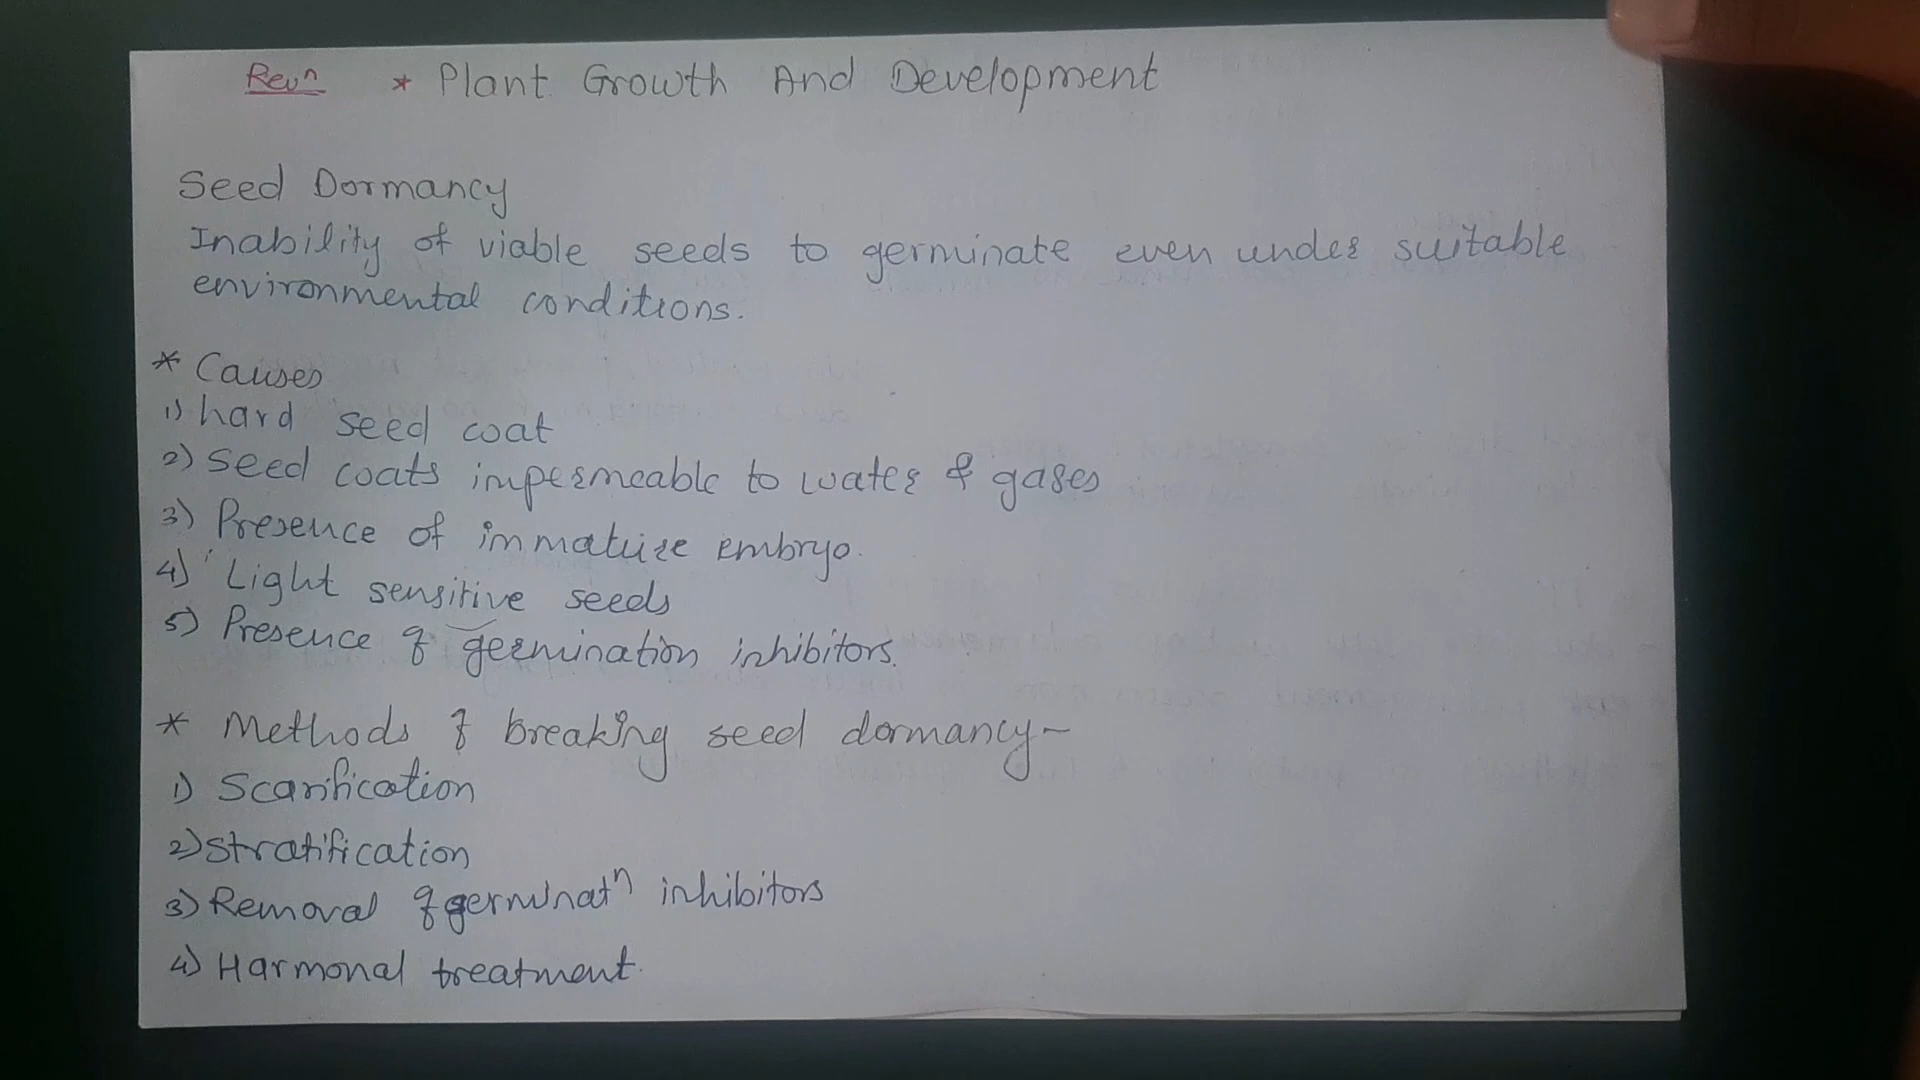 Revn * Plant Growth And Development
Seed Dormancy
Inability of viable seeds to germinate even under suitable
environmental conditions.
* Causes
1) hard seed coat
2) Seed coats impermeable to water & gases
3) Presence of immature embryo.
4) Light sensitive seeds
5) Presence of germination inhibitors.
* Methods of breaking seed dormancy-
1) Scarification
2) Stratification
3) Removal of germinatn inhibitors
4) Harmonal treatment.